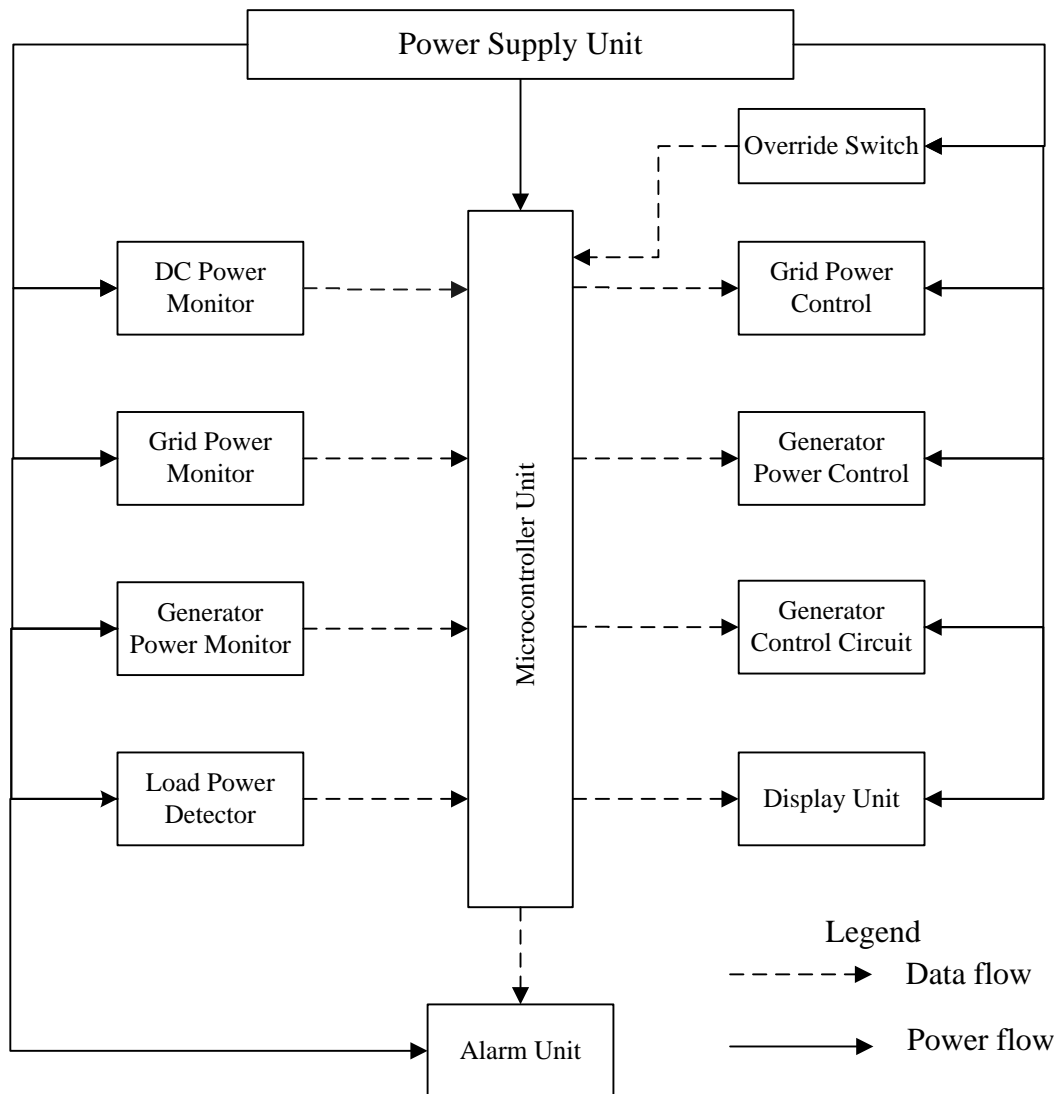 Power Supply Unit
Override Switch
DC Power
Monitor
Grid Power
Control
Grid Power
Monitor
Generator
Power Control
Microcontroller Unit
Generator
Power Monitor
Generator
Control Circuit
Load Power
Detector
Display Unit
Legend
Data flow
Power flow
Alarm Unit